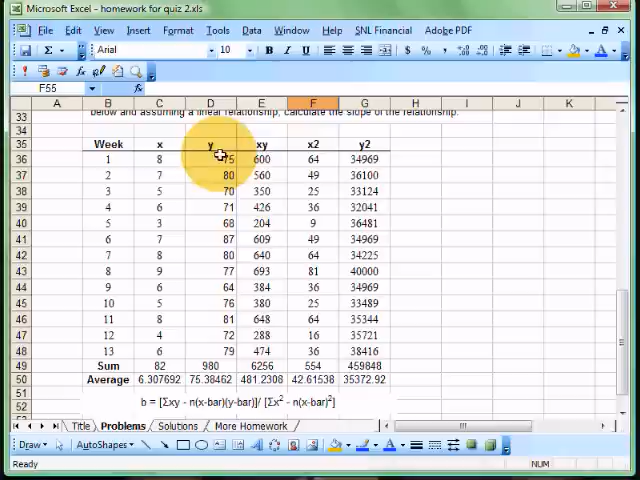 Microsoft Excel - homework for quiz 2.xls
File Edit View Insert Format Tools Data Window Help SNL Financial Adobe PDF
Arial 10 B I U $ % ,
F55
A B C D E F G H I J K
33 below and assuming a linear relationship, calculate the slope of the relationship.
34
35 Week x y xy x2 y2
36 1 8 75 600 64 34969
37 2 7 80 560 49 36100
38 3 5 70 350 25 33124
39 4 6 71 426 36 32041
40 5 3 68 204 9 36481
41 6 7 87 609 49 34969
42 7 8 80 640 64 34225
43 8 9 77 693 81 40000
44 9 6 64 384 36 34969
45 10 5 76 380 25 33489
46 11 8 81 648 64 35344
47 12 4 72 288 16 35721
48 13 6 79 474 36 38416
49 Sum 82 980 6256 554 459848
50 Average 6.307692 75.38462 481.2308 42.61538 35372.92
51
52 b = [Σxy - n(x-bar)(y-bar)]/ [Σx² - n(x-bar)²]
Title Problems Solutions More Homework
Draw AutoShapes
Ready NUM